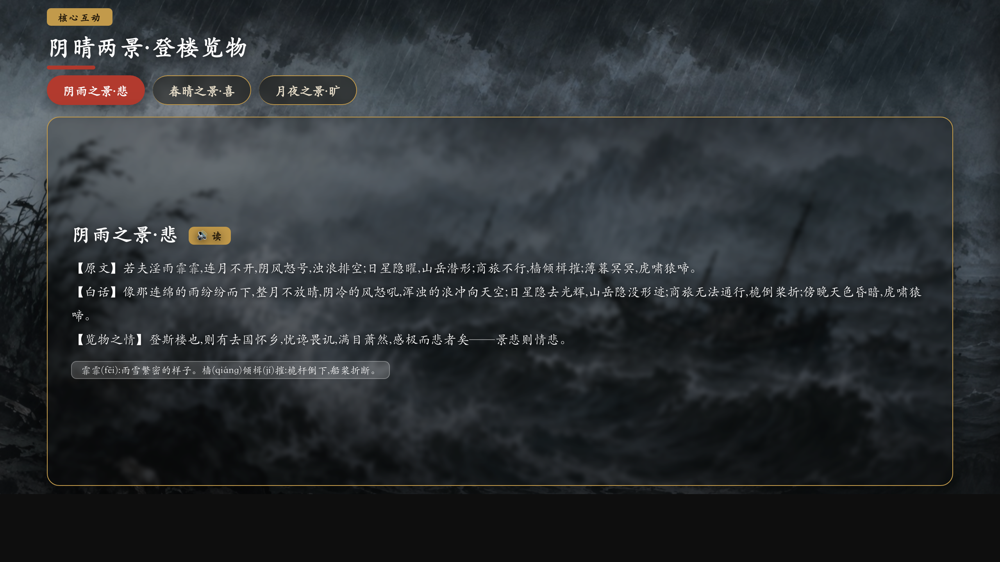 核心互动
阴晴两景·登楼览物
阴雨之景·悲
春晴之景·喜
月夜之景·旷
阴雨之景·悲
读
【原文】若夫淫雨霏霏,连月不开,阴风怒号,浊浪排空;日星隐曜,山岳潜形;商旅不行,樯倾楫摧;薄暮冥冥,虎啸猿啼。
【白话】像那连绵的雨纷纷而下,整月不放晴,阴冷的风怒吼,浑浊的浪冲向天空;日星隐去光辉,山岳隐没形迹;商旅无法通行,桅倒桨折;傍晚天色昏暗,虎啸猿
啼。
【览物之情】登斯楼也,则有去国怀乡,忧谗畏讥,满目萧然,感极而悲者矣——景悲则情悲。
霏霏(fēi):雨雪繁密的样子。樯(qiáng)倾楫(jí)摧:桅杆倒下,船桨折断。